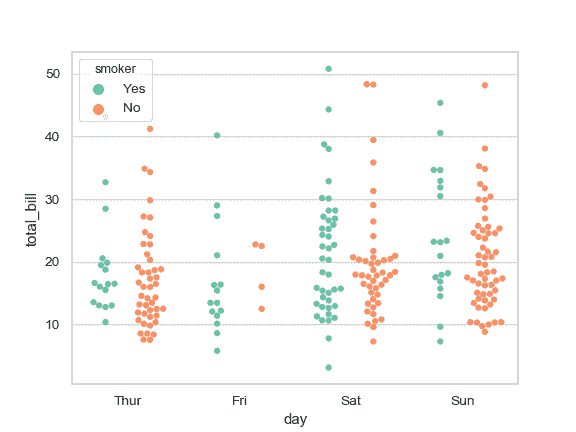 smoker
Yes
No
50
40
30
20
10
total_bill
Thur
Fri
Sat
Sun
day